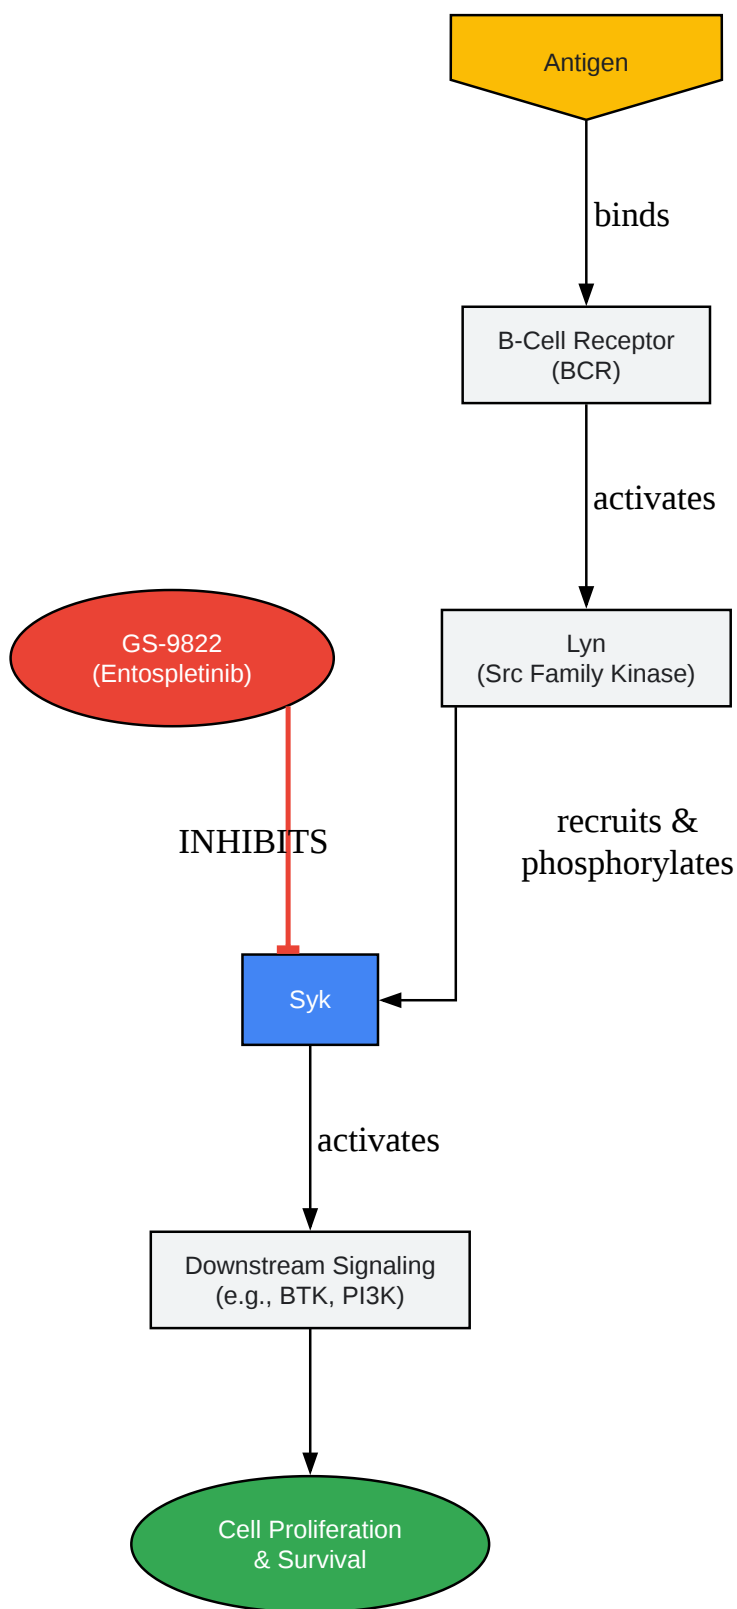 Antigen
binds
B-Cell Receptor
(BCR)
activates
GS-9822
(Entospletinib)
Lyn
(Src Family Kinase)
INHIBITS
recruits &
phosphorylates
Syk
activates
Downstream Signaling
(e.g., BTK, PI3K)
Cell Proliferation
& Survival